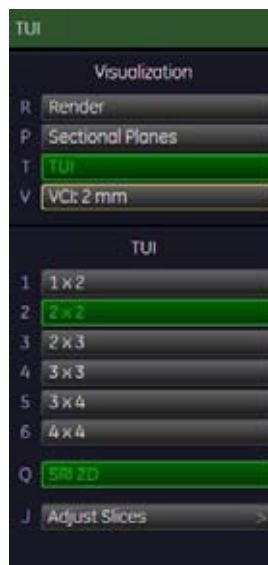 TUI
Visualization
R Render
P Sectional Planes
T TUI
V VCI: 2 mm
TUI
1 1 x 2
2 2 x 2
3 2 x 3
4 3 x 3
5 3 x 4
6 4 x 4
Q SRI 2D
J Adjust Slices >